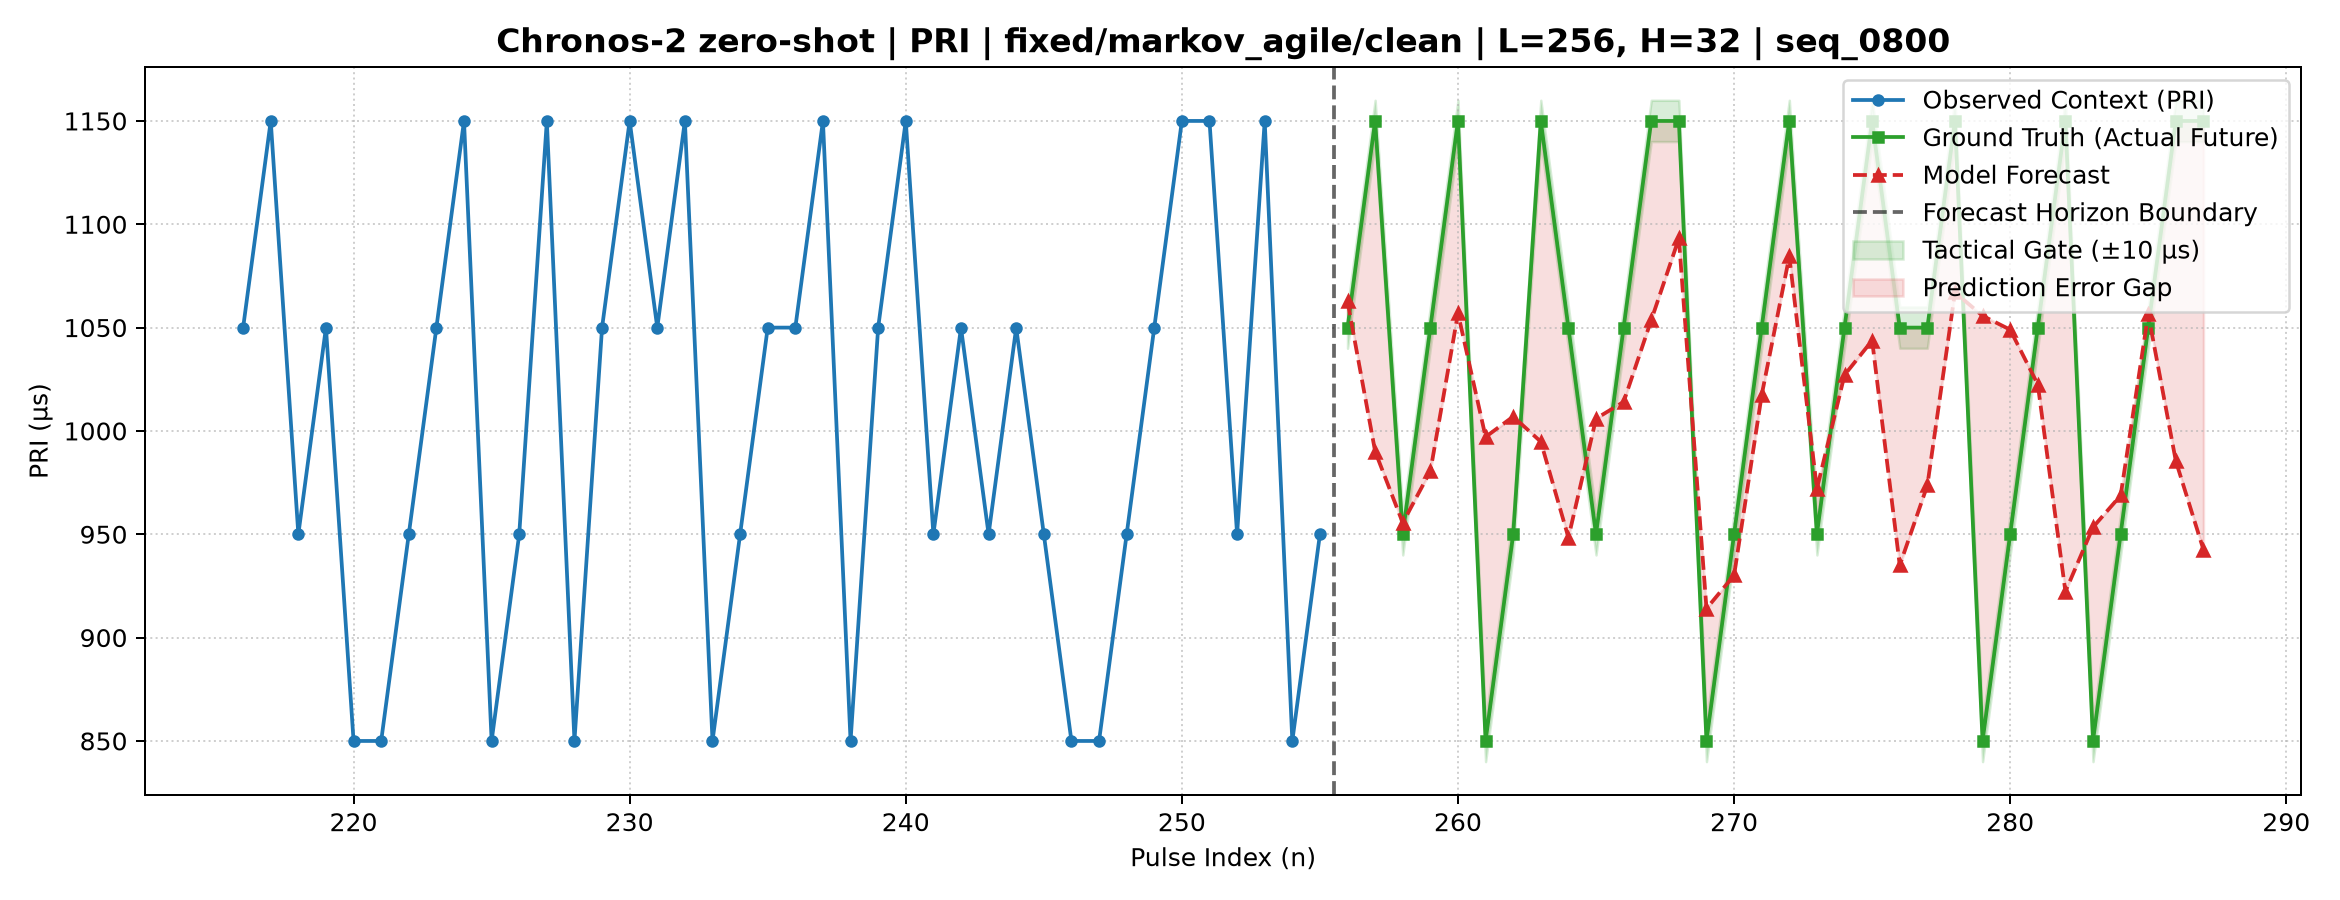 Chronos-2 zero-shot | PRI | fixed/markov_agile/clean | L=256, H=32 | seq_0800
Observed Context (PRI)
Ground Truth (Actual Future)
Model Forecast
Forecast Horizon Boundary
Tactical Gate (±10 µs)
Prediction Error Gap
PRI (µs)
1150
1100
1050
1000
950
900
850
220
230
240
250
260
270
280
290
Pulse Index (n)